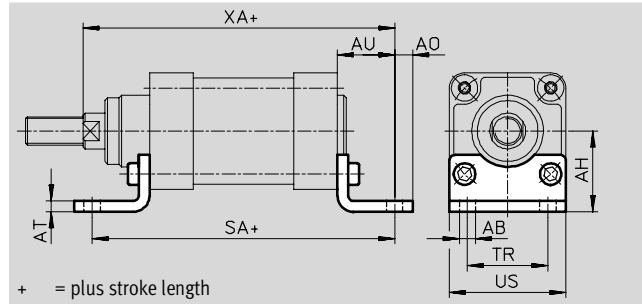 XA+
AU
AO
AH
AT
SA+
AB
TR
US
+ = plus stroke length